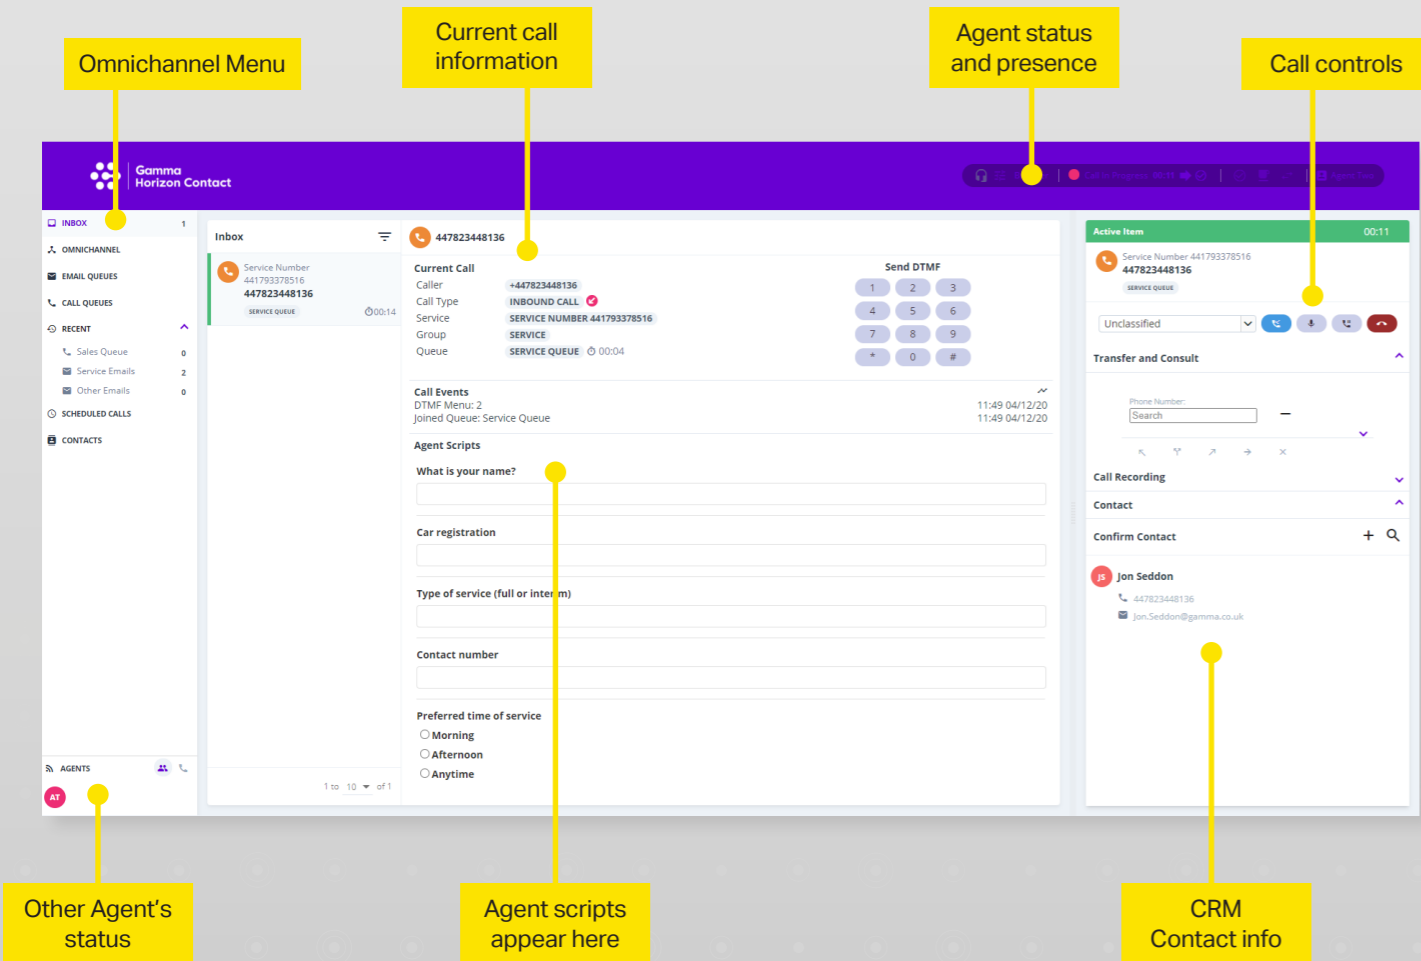 Omnichannel Menu
Current call
information
Agent status
and presence
Call controls
Gamma
Horizon Contact
INBOX 1
OMNICHANNEL
EMAIL QUEUES
CALL QUEUES
RECENT
Sales Queue 0
Service Emails 2
Other Emails 0
SCHEDULED CALLS
CONTACTS
AGENTS
AT
Inbox
Service Number
441793378516
447823448136
SERVICE QUEUE 00:14
1 to 10 of 1
447823448136
Current Call
Caller +447823448136
Call Type INBOUND CALL
Service SERVICE NUMBER 441793378516
Group SERVICE
Queue SERVICE QUEUE 00:04
Send DTMF
1 2 3
4 5 6
7 8 9
* 0 #
Call Events
DTMF Menu: 2 11:49 04/12/20
Joined Queue: Service Queue 11:49 04/12/20
Agent Scripts
What is your name?
Car registration
Type of service (full or interim)
Contact number
Preferred time of service
Morning
Afternoon
Anytime
Active Item 00:11
Service Number 441793378516
447823448136
SERVICE QUEUE
Unclassified
Transfer and Consult
Phone Number:
Search
Call Recording
Contact
Confirm Contact
JS Jon Seddon
447823448136
Jon.Seddon@gamma.co.uk
Other Agent's
status
Agent scripts
appear here
CRM
Contact info